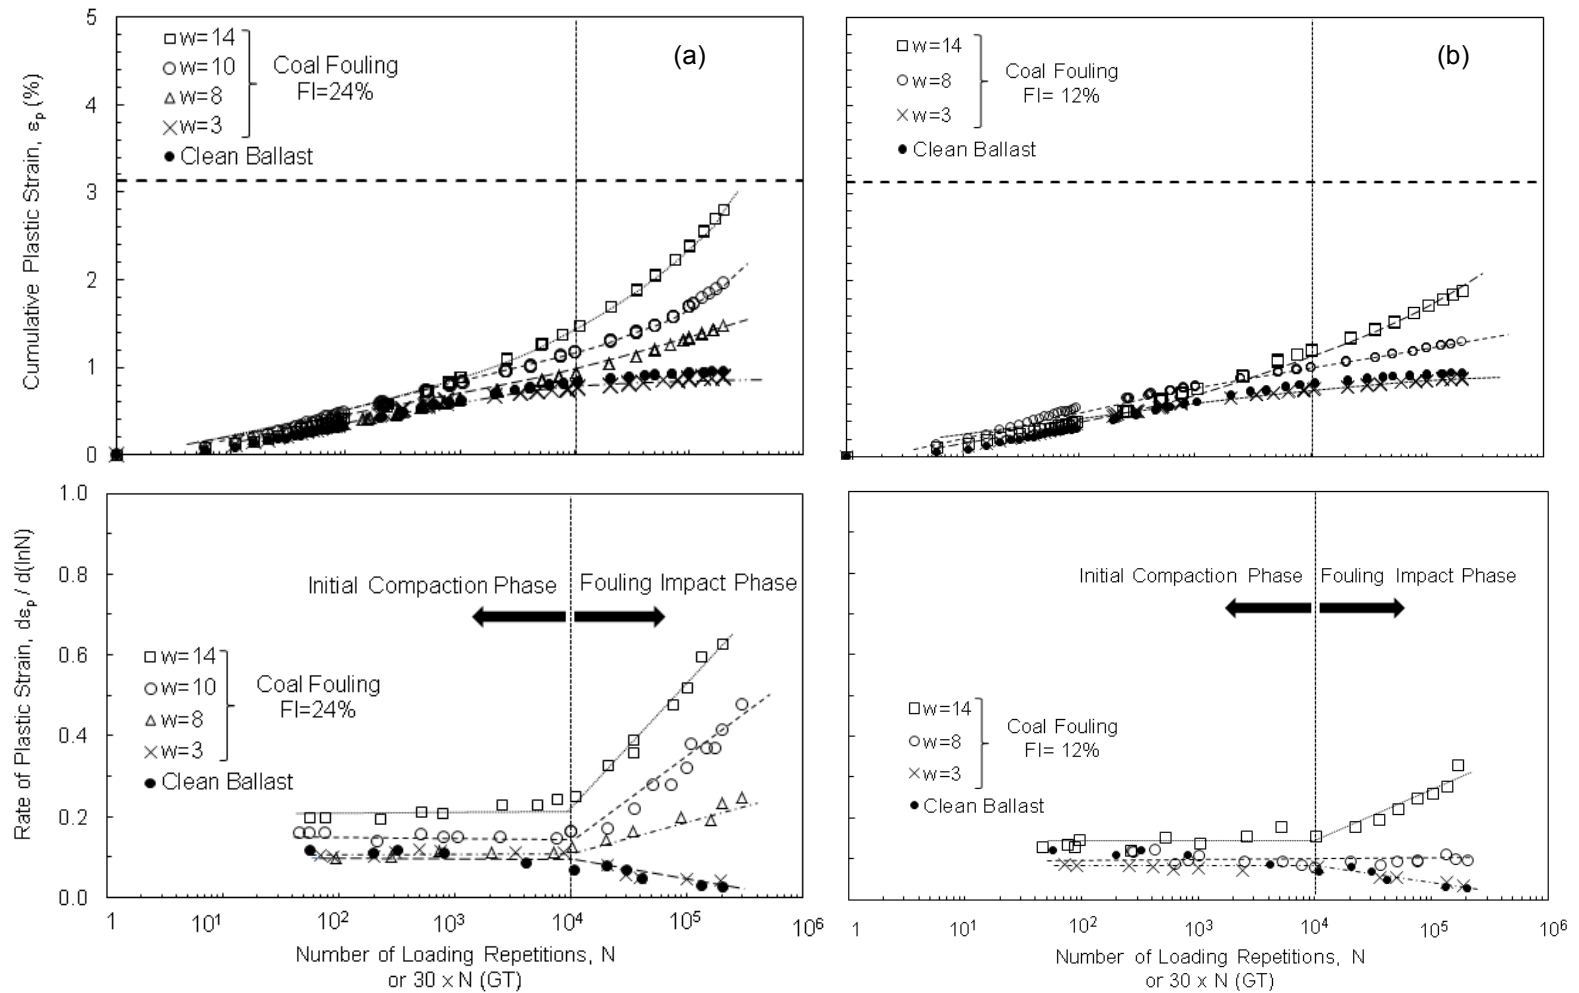 Cumulative Plastic Strain, εp (%)
5
4
3
2
1
0
w=14
w=10
w=8
w=3
Coal Fouling
FI=24%
Clean Ballast
(a)
w=14
w=8
w=3
Coal Fouling
FI= 12%
Clean Ballast
(b)
Rate of Plastic Strain, dεp / d(lnN)
1.0
0.8
0.6
0.4
0.2
0.0
Initial Compaction Phase
Fouling Impact Phase
w=14
w=10
w=8
w=3
Coal Fouling
FI=24%
Clean Ballast
1
10¹
10²
10³
10⁴
10⁵
10⁶
Number of Loading Repetitions, N
or 30 × N (GT)
Initial Compaction Phase
Fouling Impact Phase
w=14
w=8
w=3
Coal Fouling
FI= 12%
Clean Ballast
1
10¹
10²
10³
10⁴
10⁵
10⁶
Number of Loading Repetitions, N
or 30 × N (GT)